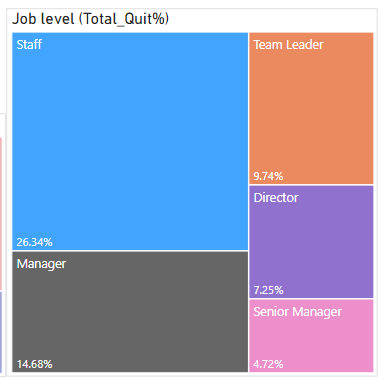 Job level (Total_Quit%)
Staff
26.34%
Manager
14.68%
Team Leader
9.74%
Director
7.25%
Senior Manager
4.72%